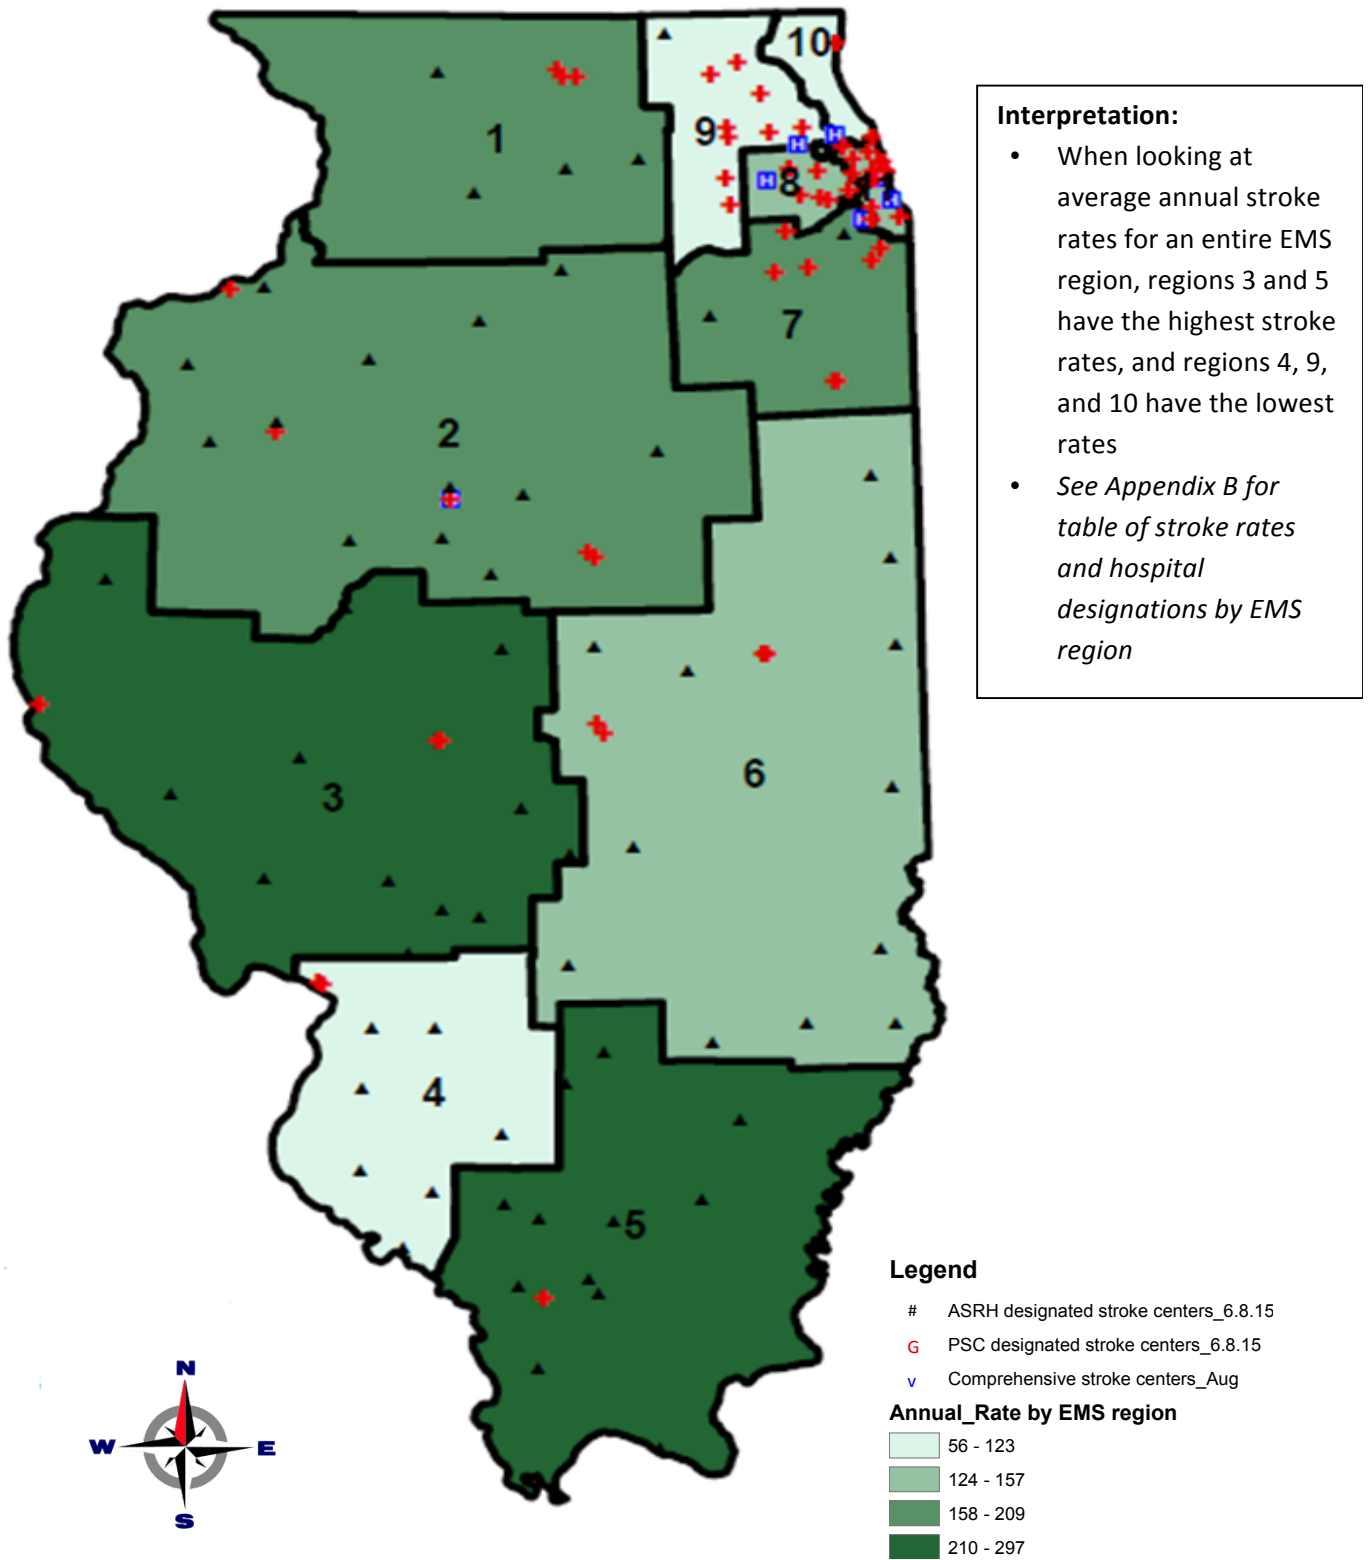 10
1
9
8
7
2
3
6
4
5
Interpretation:
• When looking at
average annual stroke
rates for an entire EMS
region, regions 3 and 5
have the highest stroke
rates, and regions 4, 9,
and 10 have the lowest
rates
• See Appendix B for
table of stroke rates
and hospital
designations by EMS
region
N
W E
S
Legend
# ASRH designated stroke centers_6.8.15
G PSC designated stroke centers_6.8.15
v Comprehensive stroke centers_Aug
Annual_Rate by EMS region
56 - 123
124 - 157
158 - 209
210 - 297